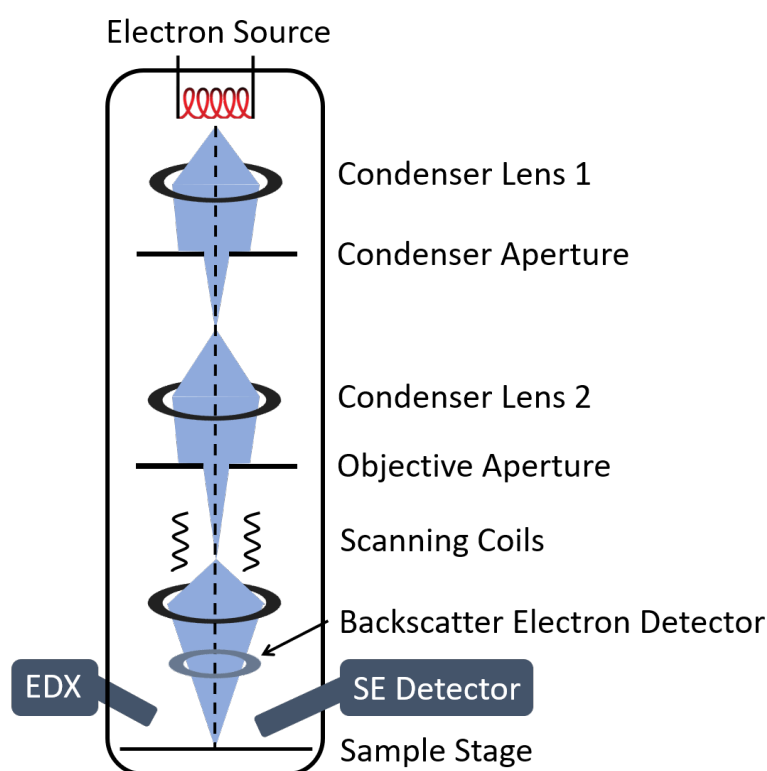 Electron Source
Condenser Lens 1
Condenser Aperture
Condenser Lens 2
Objective Aperture
Scanning Coils
Backscatter Electron Detector
EDX
SE Detector
Sample Stage